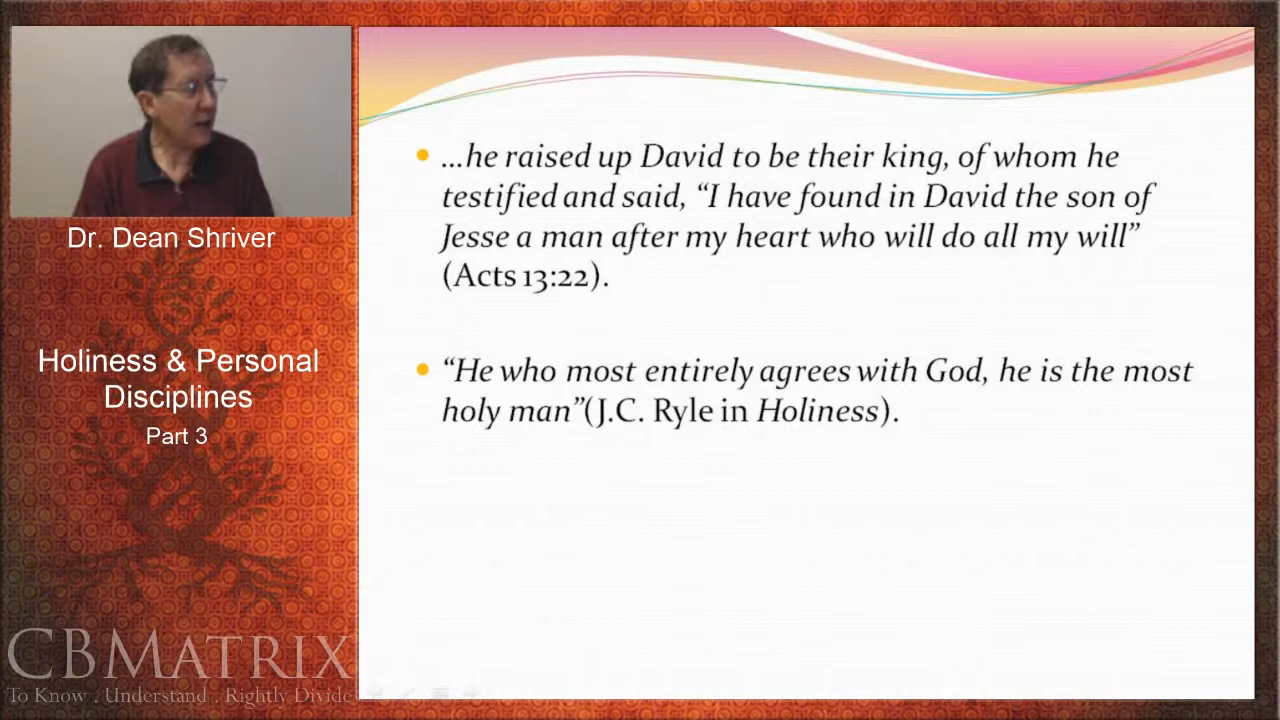 Dr. Dean Shriver
Holiness & Personal
Disciplines
Part 3
CBMATRIX
To Know . Understand . Rightly Divide
...he raised up David to be their king, of whom he
testified and said, “I have found in David the son of
Jesse a man after my heart who will do all my will”
(Acts 13:22).
“He who most entirely agrees with God, he is the most
holy man”(J.C. Ryle in Holiness).